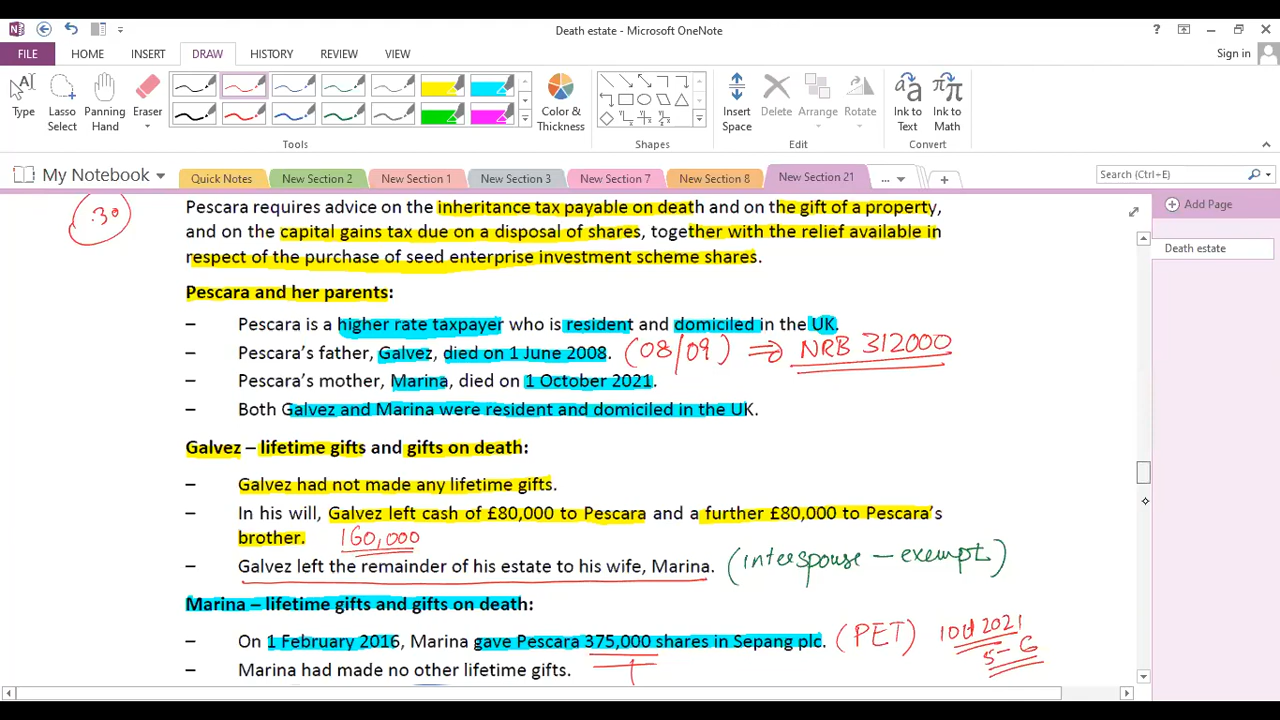 Death estate - Microsoft OneNote
?
FILE HOME INSERT DRAW HISTORY REVIEW VIEW
Sign in
Type
Lasso Select
Panning Hand
Eraser
Color & Thickness
Insert Space
Delete
Arrange
Rotate
Ink to Text
Ink to Math
Tools Shapes Edit Convert
My Notebook
Quick Notes New Section 2 New Section 1 New Section 3 New Section 7 New Section 8 New Section 21 ...
Search (Ctrl+E)
Add Page
Death estate
.30
Pescara requires advice on the inheritance tax payable on death and on the gift of a property,
and on the capital gains tax due on a disposal of shares, together with the relief available in
respect of the purchase of seed enterprise investment scheme shares.
Pescara and her parents:
– Pescara is a higher rate taxpayer who is resident and domiciled in the UK.
– Pescara's father, Galvez, died on 1 June 2008. (08/09) ⇒ NRB 312000
– Pescara's mother, Marina, died on 1 October 2021.
– Both Galvez and Marina were resident and domiciled in the UK.
Galvez – lifetime gifts and gifts on death:
– Galvez had not made any lifetime gifts.
– In his will, Galvez left cash of £80,000 to Pescara and a further £80,000 to Pescara's
brother. 160,000
– Galvez left the remainder of his estate to his wife, Marina. (interspouse – exempt)
Marina – lifetime gifts and gifts on death:
– On 1 February 2016, Marina gave Pescara 375,000 shares in Sepang plc. (PET) 1 Oct 2021
5-6
– Marina had made no other lifetime gifts.